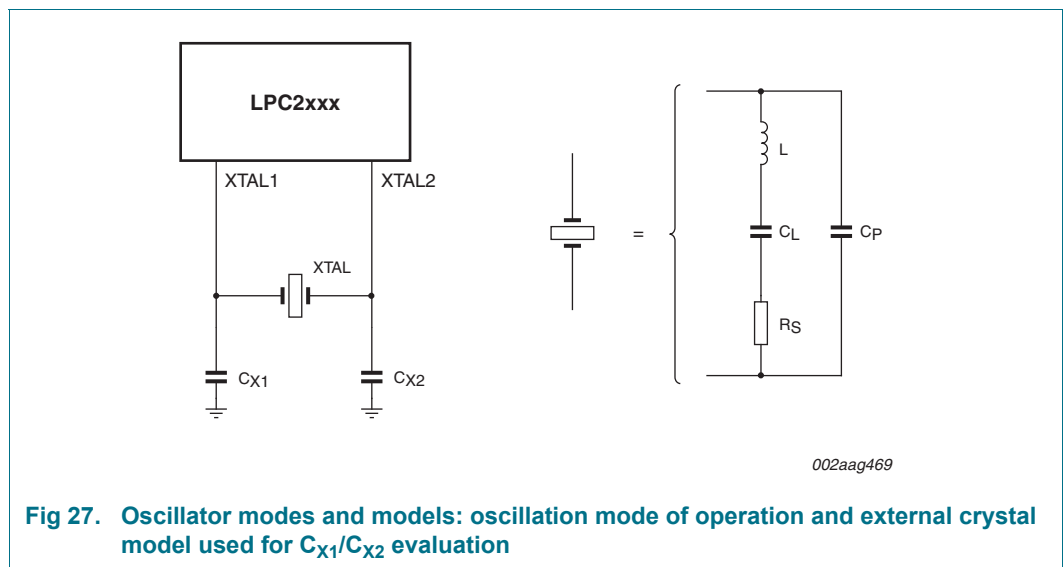 LPC2xxx
XTAL1 XTAL2
XTAL
CX1 CX2
=
L
CL CP
RS
002aag469
Fig 27. Oscillator modes and models: oscillation mode of operation and external crystal
model used for CX1/CX2 evaluation